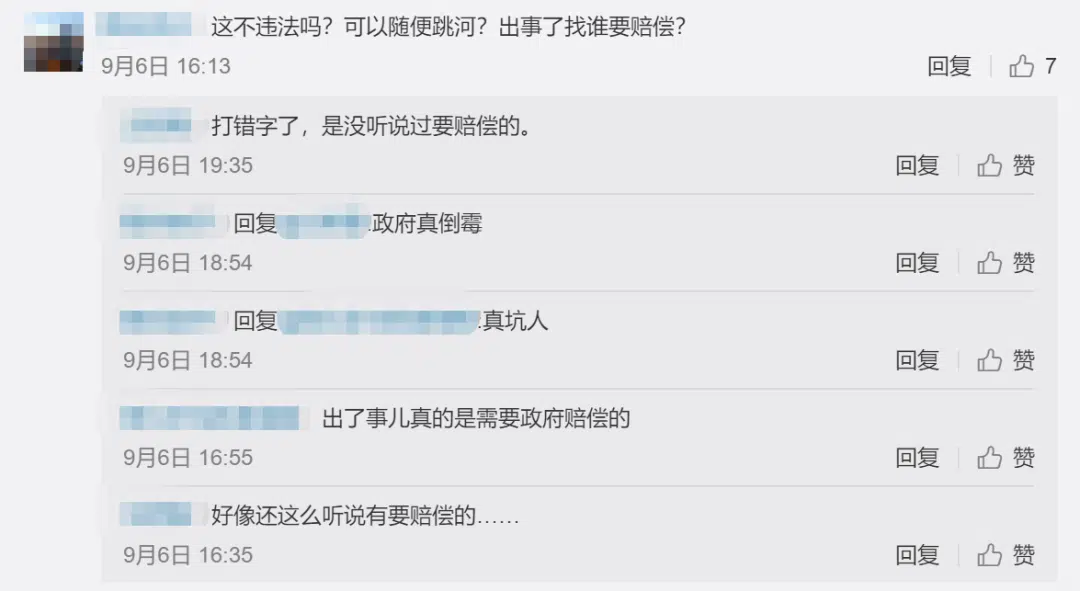 这不违法吗？可以随便跳河？出事了找谁要赔偿？
9月6日 16:13 回复 7
打错字了，是没听说过要赔偿的。
9月6日 19:35 回复 赞
回复 :政府真倒霉
9月6日 18:54 回复 赞
回复 :真坑人
9月6日 18:54 回复 赞
出了事儿真的是需要政府赔偿的
9月6日 16:55 回复 赞
好像还这么听说有要赔偿的……
9月6日 16:35 回复 赞